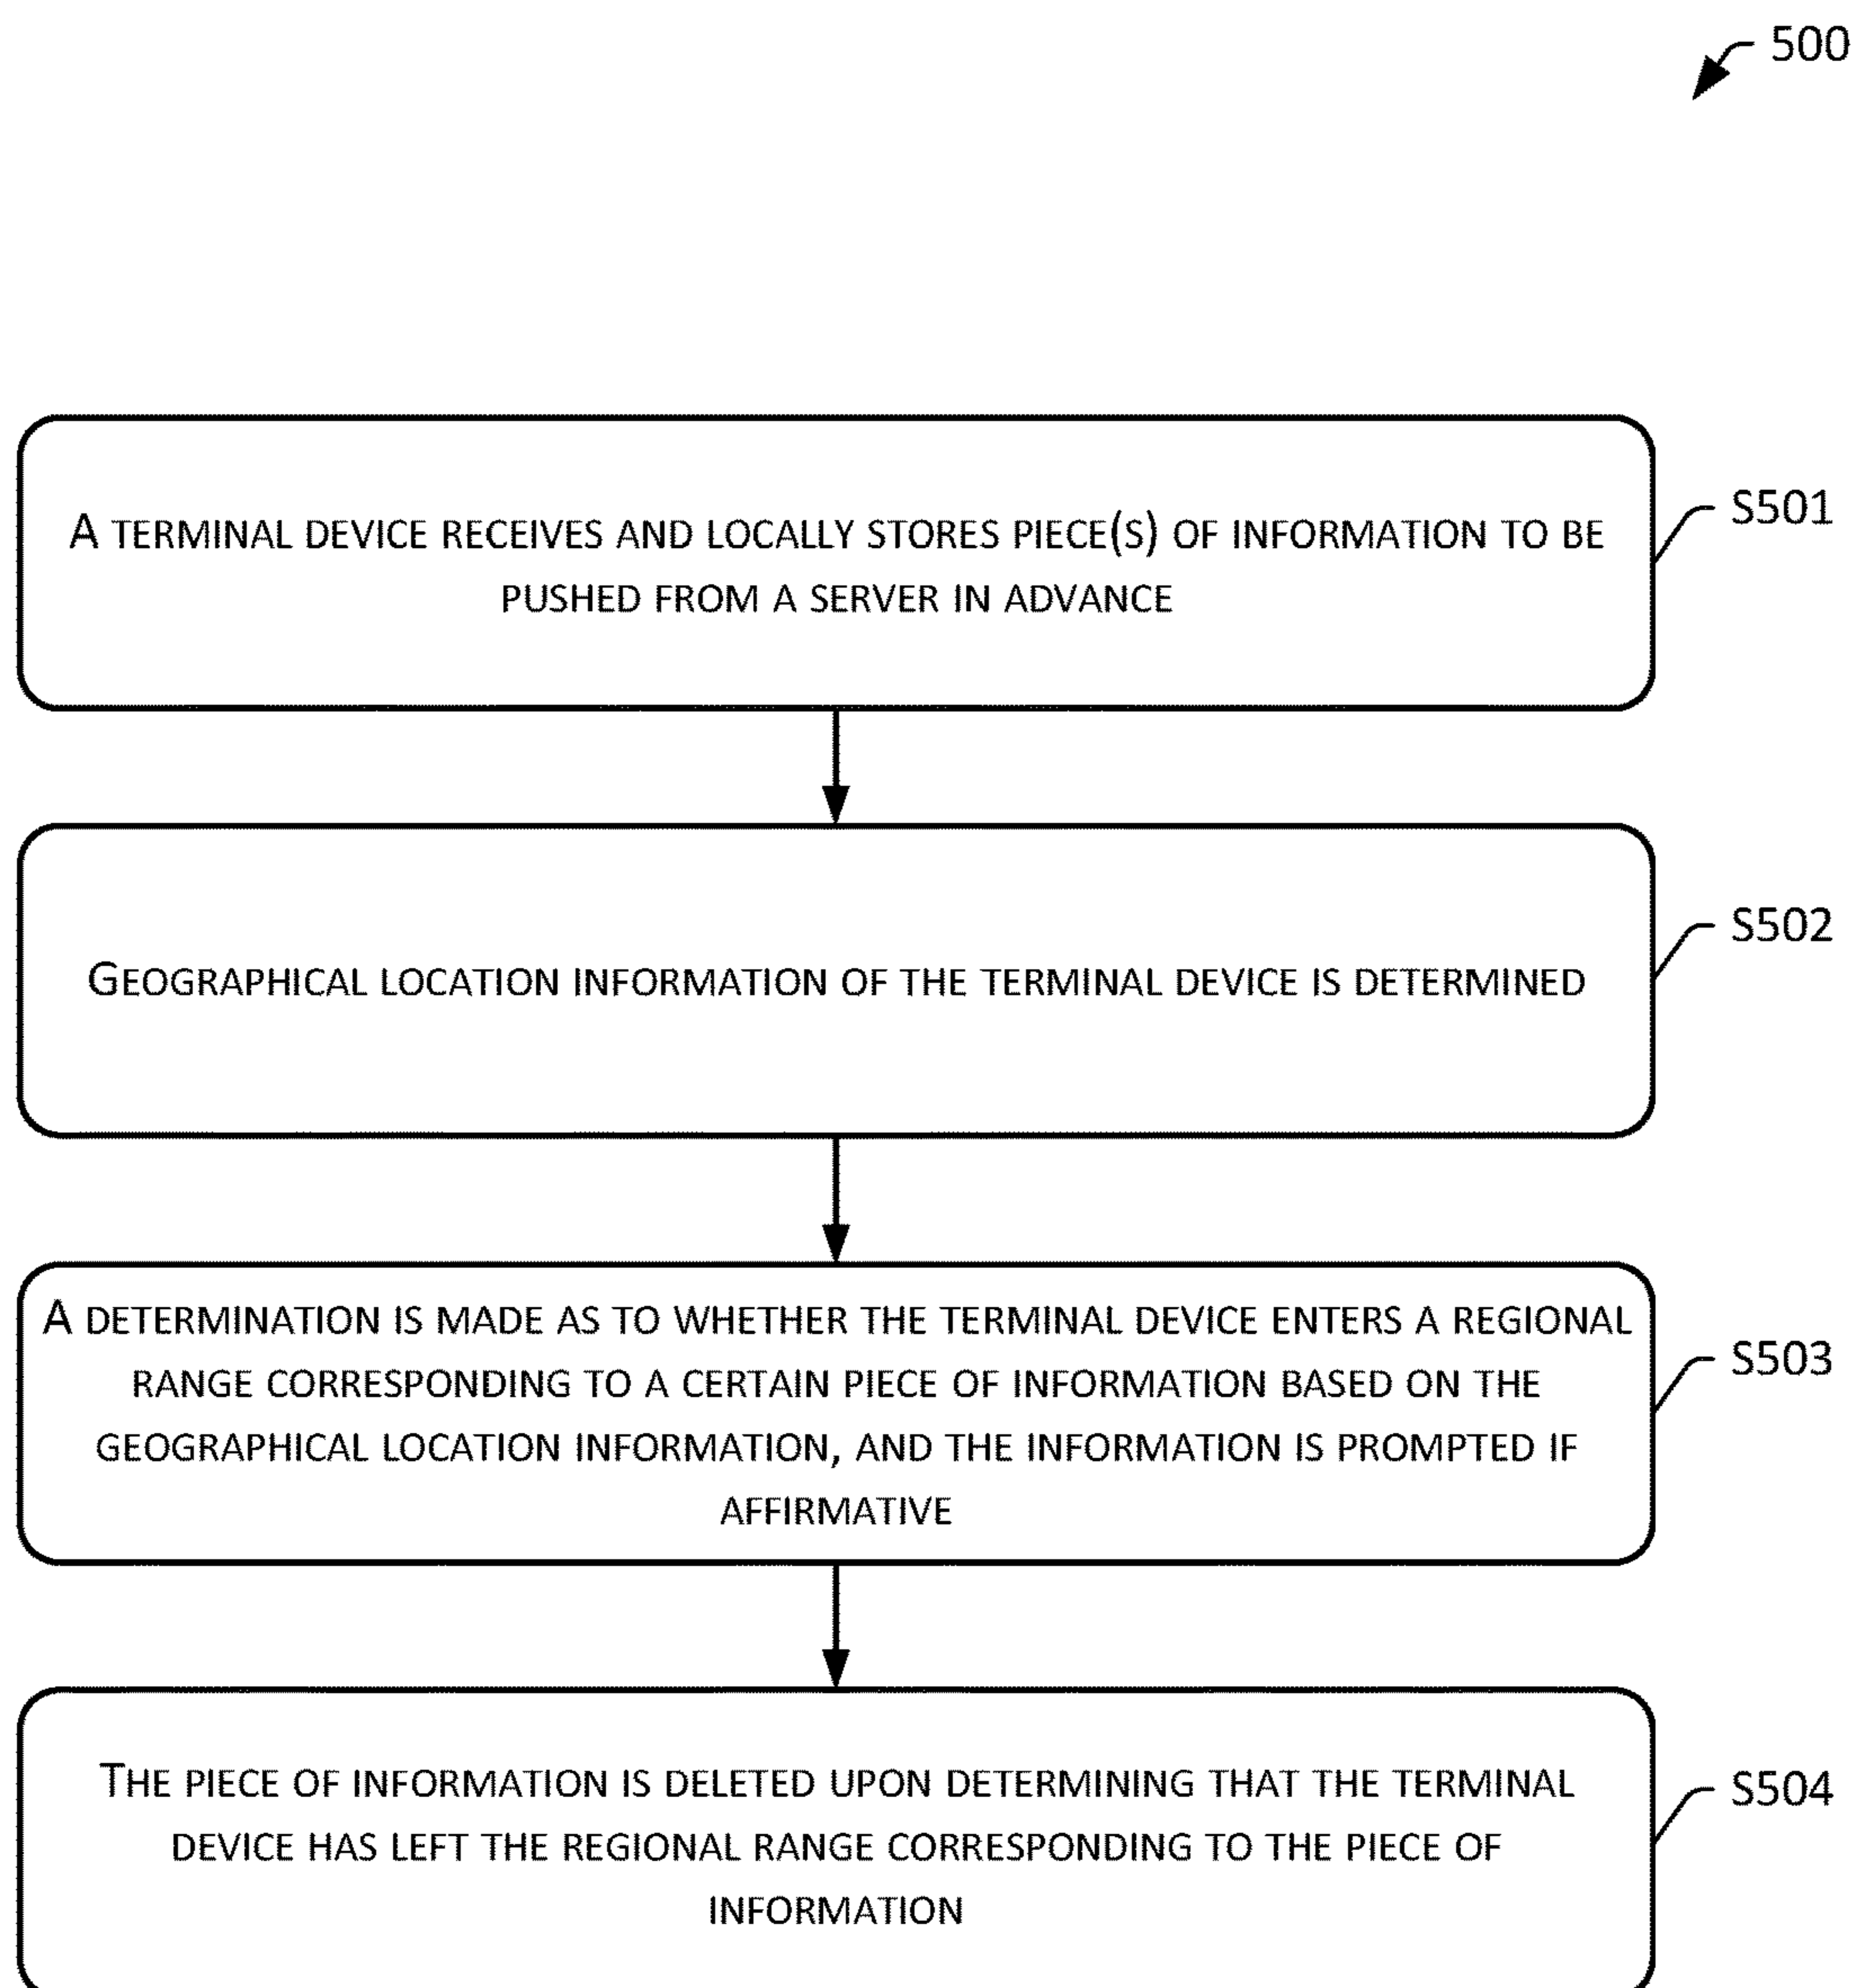 500
A TERMINAL DEVICE RECEIVES AND LOCALLY STORES PIECE(S) OF INFORMATION TO BE
PUSHED FROM A SERVER IN ADVANCE
S501
GEOGRAPHICAL LOCATION INFORMATION OF THE TERMINAL DEVICE IS DETERMINED
S502
A DETERMINATION IS MADE AS TO WHETHER THE TERMINAL DEVICE ENTERS A REGIONAL
RANGE CORRESPONDING TO A CERTAIN PIECE OF INFORMATION BASED ON THE
GEOGRAPHICAL LOCATION INFORMATION, AND THE INFORMATION IS PROMPTED IF
AFFIRMATIVE
S503
THE PIECE OF INFORMATION IS DELETED UPON DETERMINING THAT THE TERMINAL
DEVICE HAS LEFT THE REGIONAL RANGE CORRESPONDING TO THE PIECE OF
INFORMATION
S504